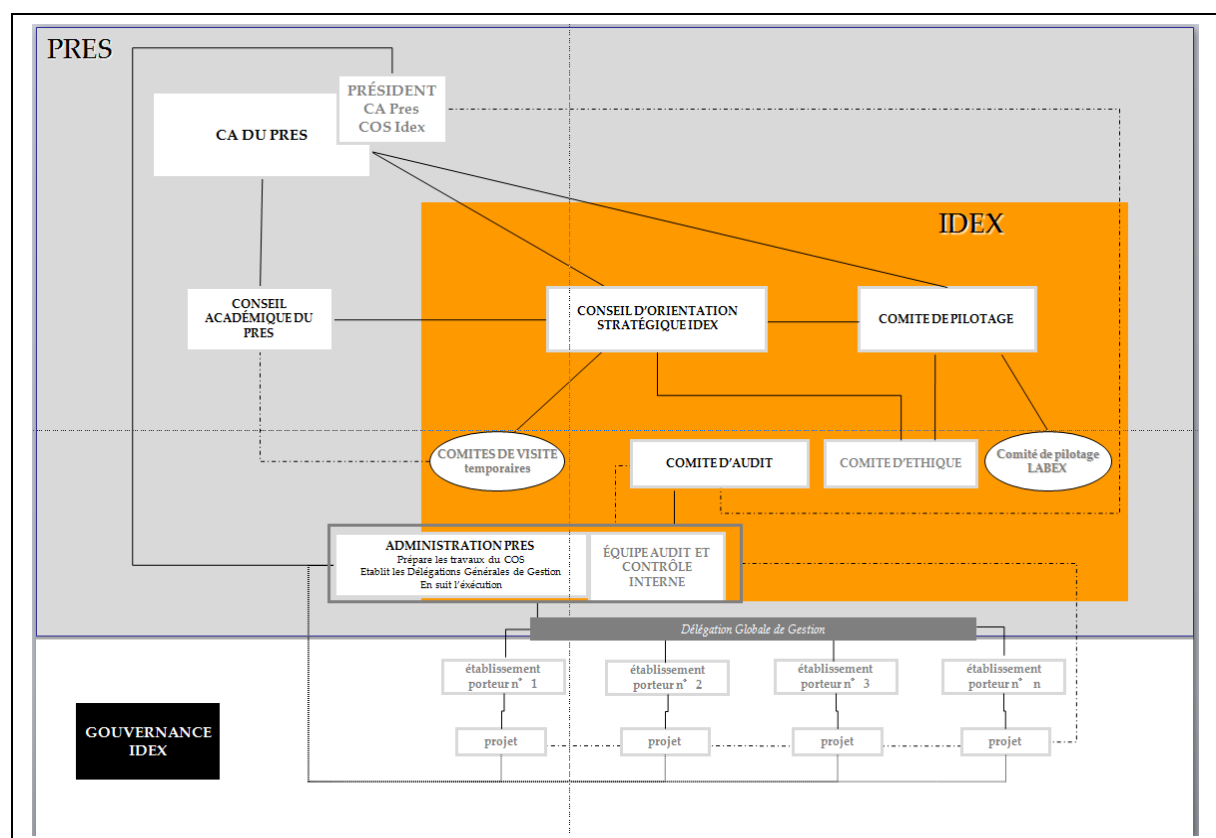 PRES
PRÉSIDENT
CA Pres
COS Idex
CA DU PRES
IDEX
CONSEIL
ACADÉMIQUE DU
PRES
CONSEIL D'ORIENTATION
STRATÉGIQUE IDEX
COMITE DE PILOTAGE
COMITES DE VISITE
temporaires
COMITE D'AUDIT
COMITE D'ETHIQUE
Comité de pilotage
LABEX
ADMINISTRATION PRES
Prépare les travaux du COS
Etablit les Délégations Générales de Gestion
En suit l'éxécution
ÉQUIPE AUDIT ET
CONTRÔLE
INTERNE
Délégation Globale de Gestion
établissement
porteur n° 1
établissement
porteur n° 2
établissement
porteur n° 3
établissement
porteur n° n
projet
projet
projet
projet
GOUVERNANCE
IDEX